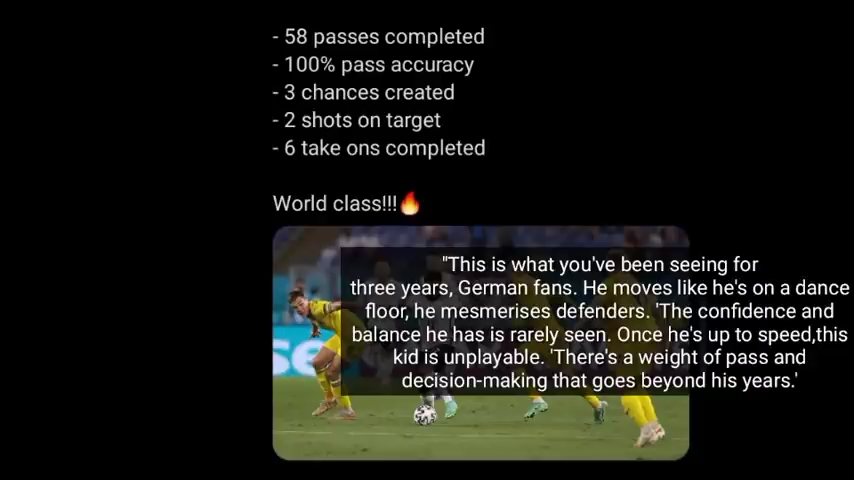 - 58 passes completed
- 100% pass accuracy
- 3 chances created
- 2 shots on target
- 6 take ons completed
World class!!!🔥
"This is what you've been seeing for
three years, German fans. He moves like he's on a dance
floor, he mesmerises defenders. 'The confidence and
balance he has is rarely seen. Once he's up to speed,this
kid is unplayable. 'There's a weight of pass and
decision-making that goes beyond his years.'
se